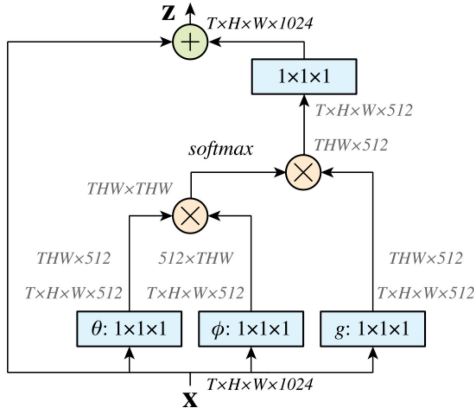 z
T×H×W×1024
+
1×1×1
T×H×W×512
softmax
THW×512
×
THW×THW
×
THW×512 512×THW THW×512
T×H×W×512 T×H×W×512 T×H×W×512
θ: 1×1×1 ϕ: 1×1×1 g: 1×1×1
T×H×W×1024
x